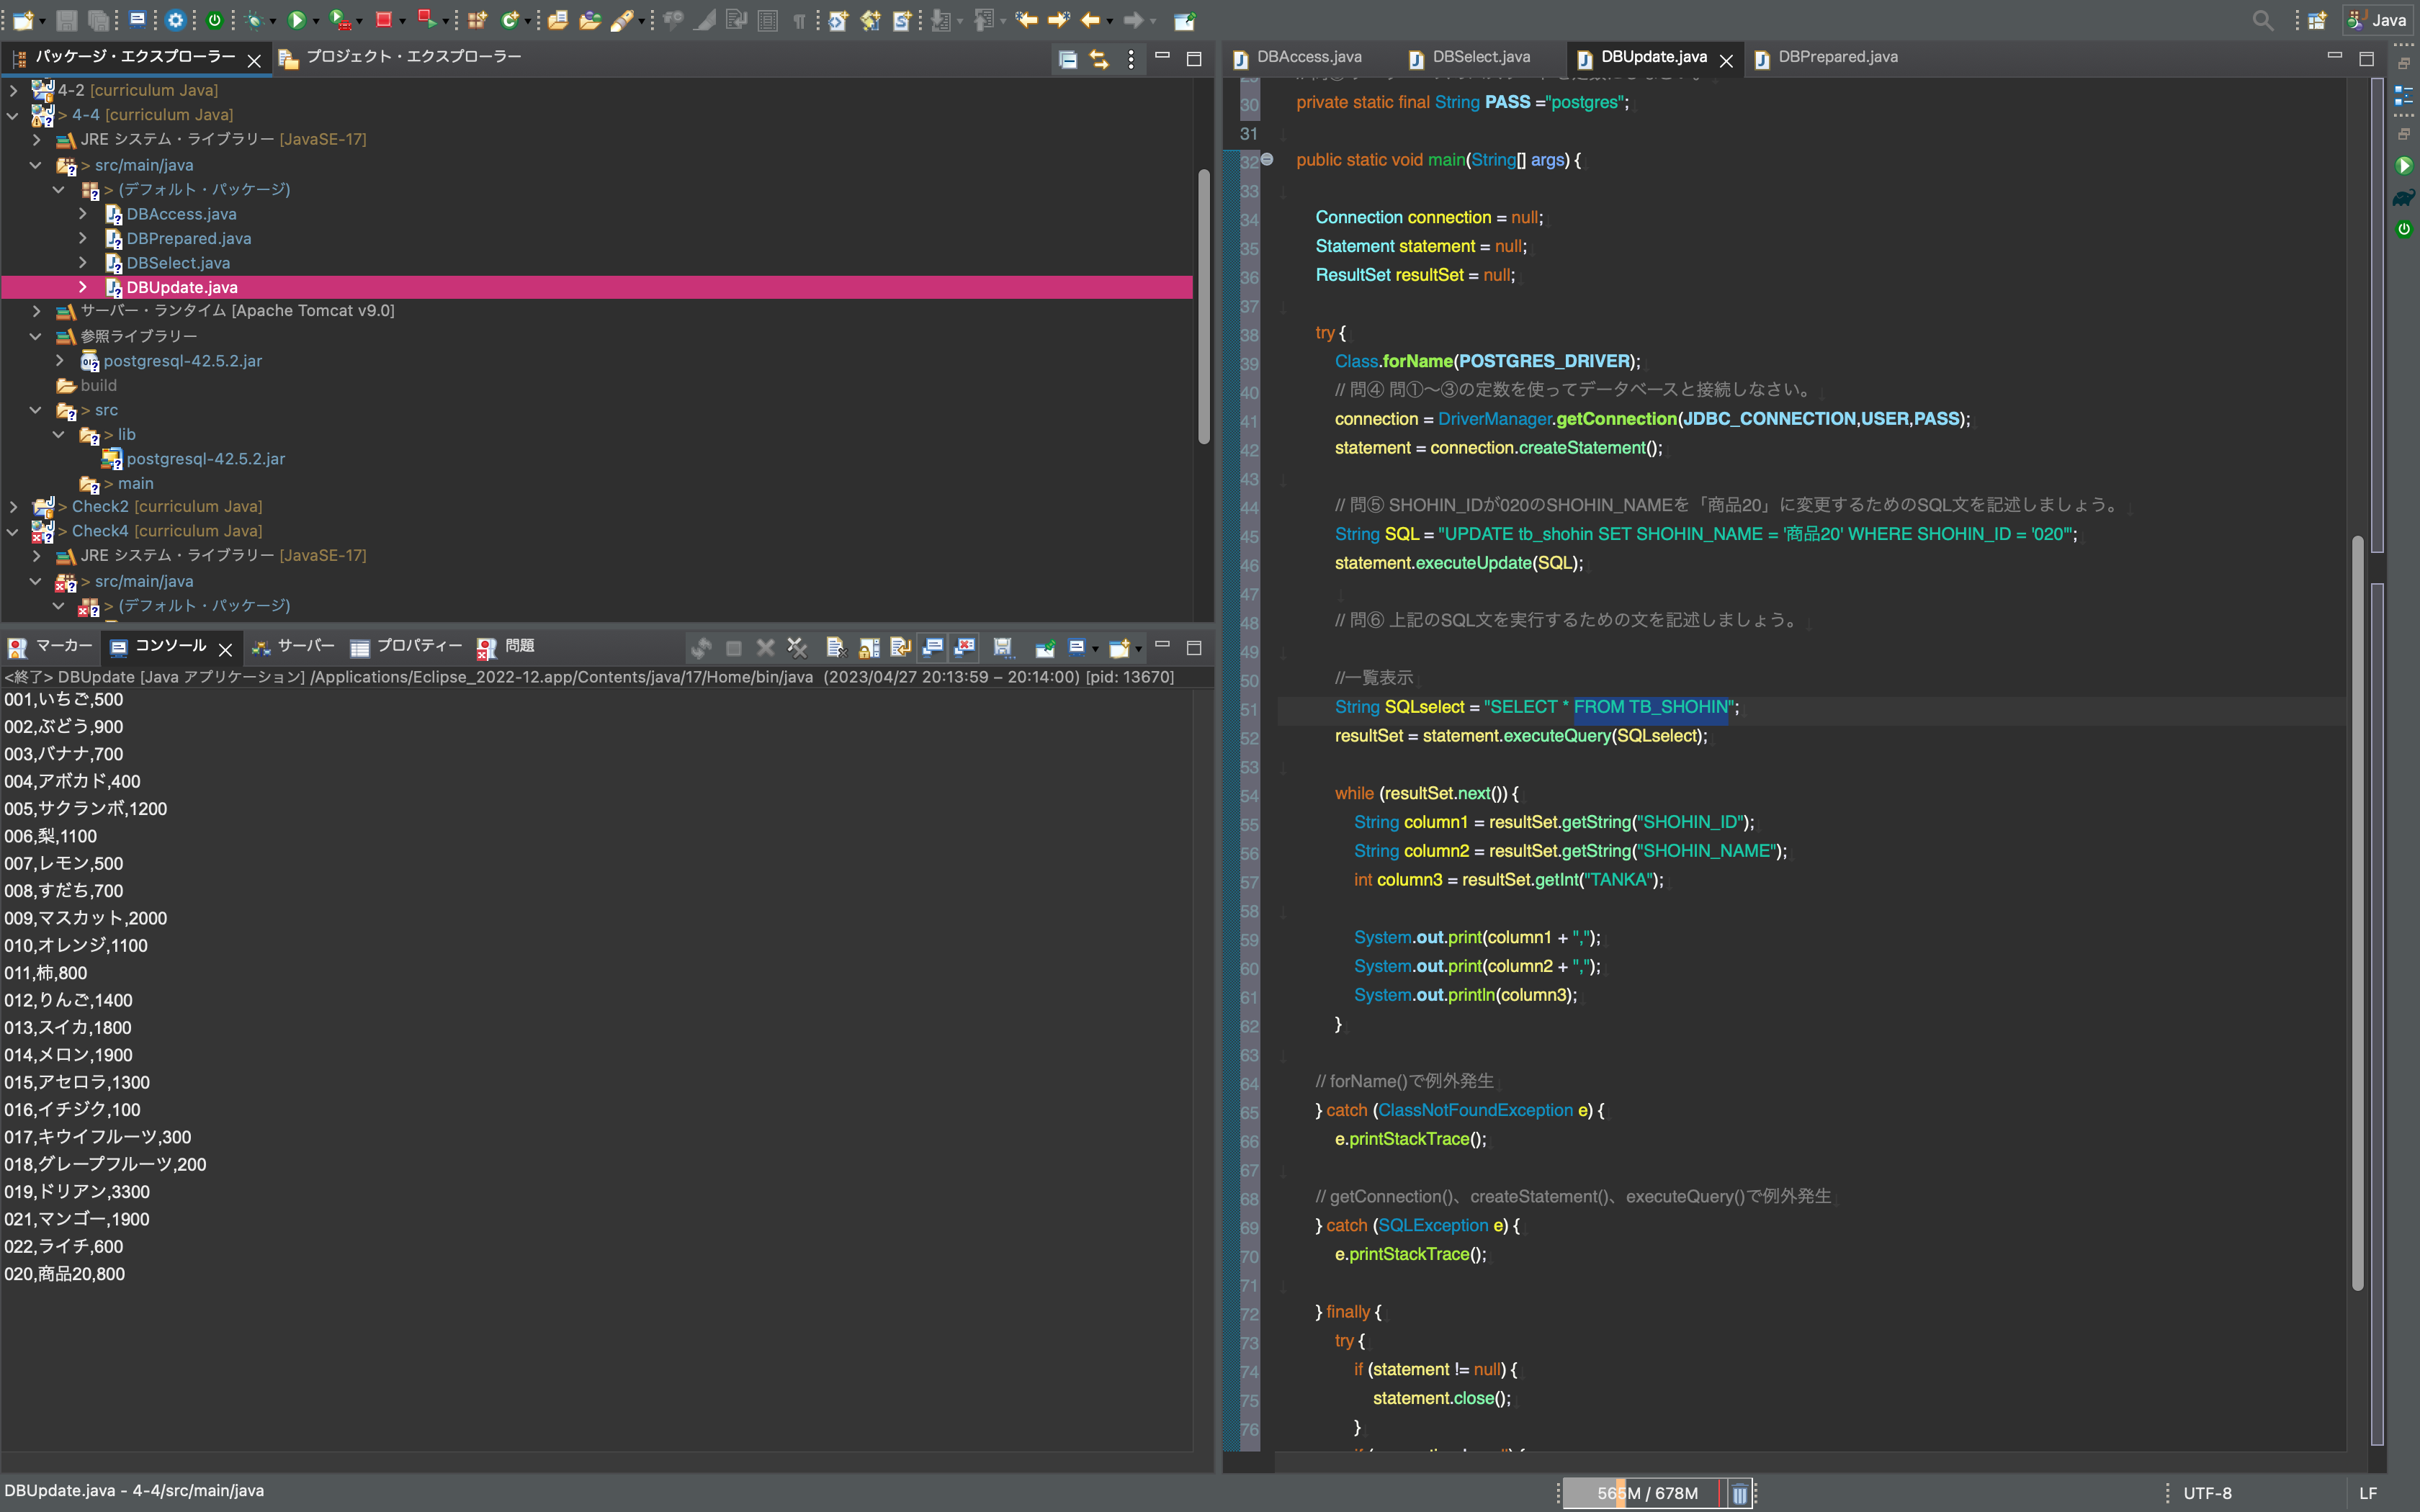 Java
パッケージ・エクスプローラー
プロジェクト・エクスプローラー
4-2 [curriculum Java]
> 4-4 [curriculum Java]
JRE システム・ライブラリー [JavaSE-17]
> src/main/java
> (デフォルト・パッケージ)
DBAccess.java
DBPrepared.java
DBSelect.java
DBUpdate.java
サーバー・ランタイム [Apache Tomcat v9.0]
参照ライブラリー
postgresql-42.5.2.jar
build
> src
> lib
postgresql-42.5.2.jar
> main
> Check2 [curriculum Java]
> Check4 [curriculum Java]
JRE システム・ライブラリー [JavaSE-17]
> src/main/java
> (デフォルト・パッケージ)
マーカー コンソール サーバー プロパティー 問題
<終了> DBUpdate [Java アプリケーション] /Applications/Eclipse_2022-12.app/Contents/java/17/Home/bin/java (2023/04/27 20:13:59 – 20:14:00) [pid: 13670]
001,いちご,500
002,ぶどう,900
003,バナナ,700
004,アボカド,400
005,サクランボ,1200
006,梨,1100
007,レモン,500
008,すだち,700
009,マスカット,2000
010,オレンジ,1100
011,柿,800
012,りんご,1400
013,スイカ,1800
014,メロン,1900
015,アセロラ,1300
016,イチジク,100
017,キウイフルーツ,300
018,グレープフルーツ,200
019,ドリアン,3300
021,マンゴー,1900
022,ライチ,600
020,商品20,800
DBAccess.java DBSelect.java DBUpdate.java DBPrepared.java
30 private static final String PASS ="postgres";
31
32 public static void main(String[] args) {
33
34 Connection connection = null;
35 Statement statement = null;
36 ResultSet resultSet = null;
37
38 try {
39 Class.forName(POSTGRES_DRIVER);
40 // 問④ 問①〜③の定数を使ってデータベースと接続しなさい。
41 connection = DriverManager.getConnection(JDBC_CONNECTION,USER,PASS);
42 statement = connection.createStatement();
43
44 // 問⑤ SHOHIN_IDが020のSHOHIN_NAMEを「商品20」に変更するためのSQL文を記述しましょう。
45 String SQL = "UPDATE tb_shohin SET SHOHIN_NAME = '商品20' WHERE SHOHIN_ID = '020'";
46 statement.executeUpdate(SQL);
47
48 // 問⑥ 上記のSQL文を実行するための文を記述しましょう。
49
50 //一覧表示
51 String SQLselect = "SELECT * FROM TB_SHOHIN";
52 resultSet = statement.executeQuery(SQLselect);
53
54 while (resultSet.next()) {
55 String column1 = resultSet.getString("SHOHIN_ID");
56 String column2 = resultSet.getString("SHOHIN_NAME");
57 int column3 = resultSet.getInt("TANKA");
58
59 System.out.print(column1 + ",");
60 System.out.print(column2 + ",");
61 System.out.println(column3);
62 }
63
64 // forName()で例外発生
65 } catch (ClassNotFoundException e) {
66 e.printStackTrace();
67
68 // getConnection()、createStatement()、executeQuery()で例外発生
69 } catch (SQLException e) {
70 e.printStackTrace();
71
72 } finally {
73 try {
74 if (statement != null) {
75 statement.close();
76 }
DBUpdate.java - 4-4/src/main/java
565M / 678M
UTF-8
LF